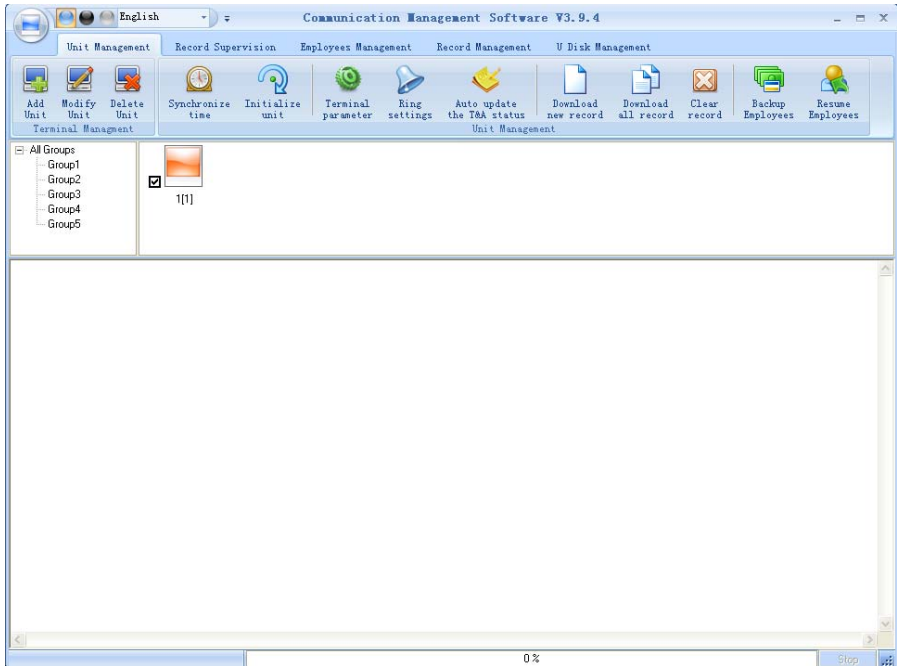 English
Communication Management Software V3.9.4
Unit Management Record Supervision Employees Management Record Management U Disk Management
Add Unit
Modify Unit
Delete Unit
Synchronize time
Initialize unit
Terminal parameter
Ring settings
Auto update the T&A status
Download new record
Download all record
Clear record
Backup Employees
Resume Employees
Terminal Managment
Unit Management
All Groups
Group1
Group2
Group3
Group4
Group5
1[1]
0%
Stop